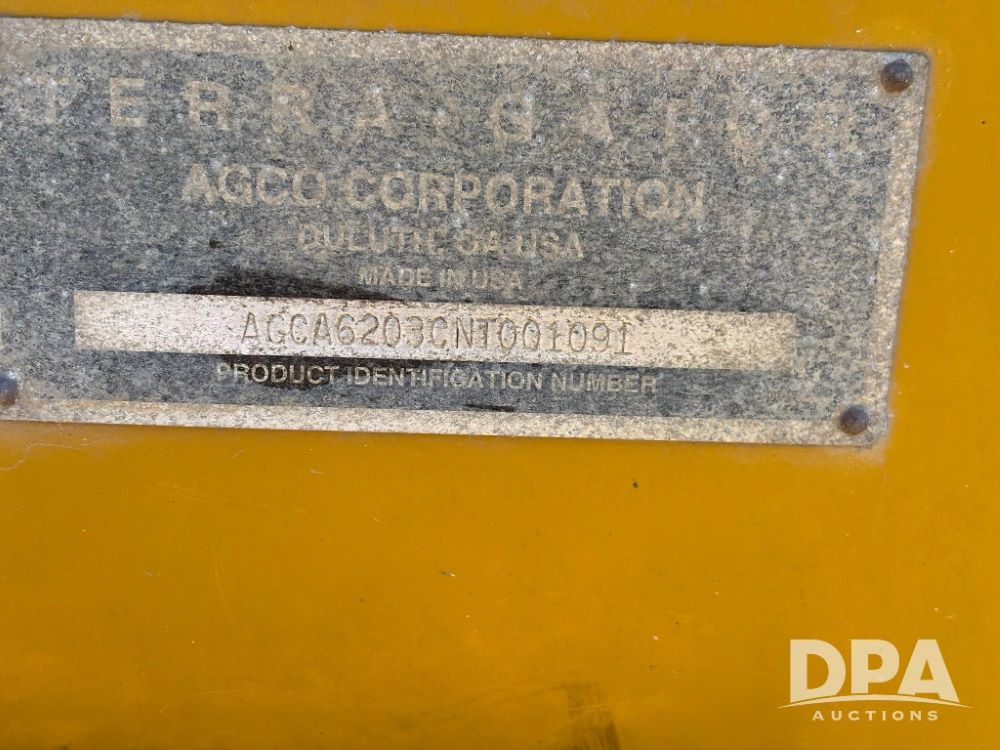 TERRA-GATOR
AGCO CORPORATION
DULUTH, GA USA
MADE IN USA
AGCA6203CNT001091
PRODUCT IDENTIFICATION NUMBER
DPA
AUCTIONS